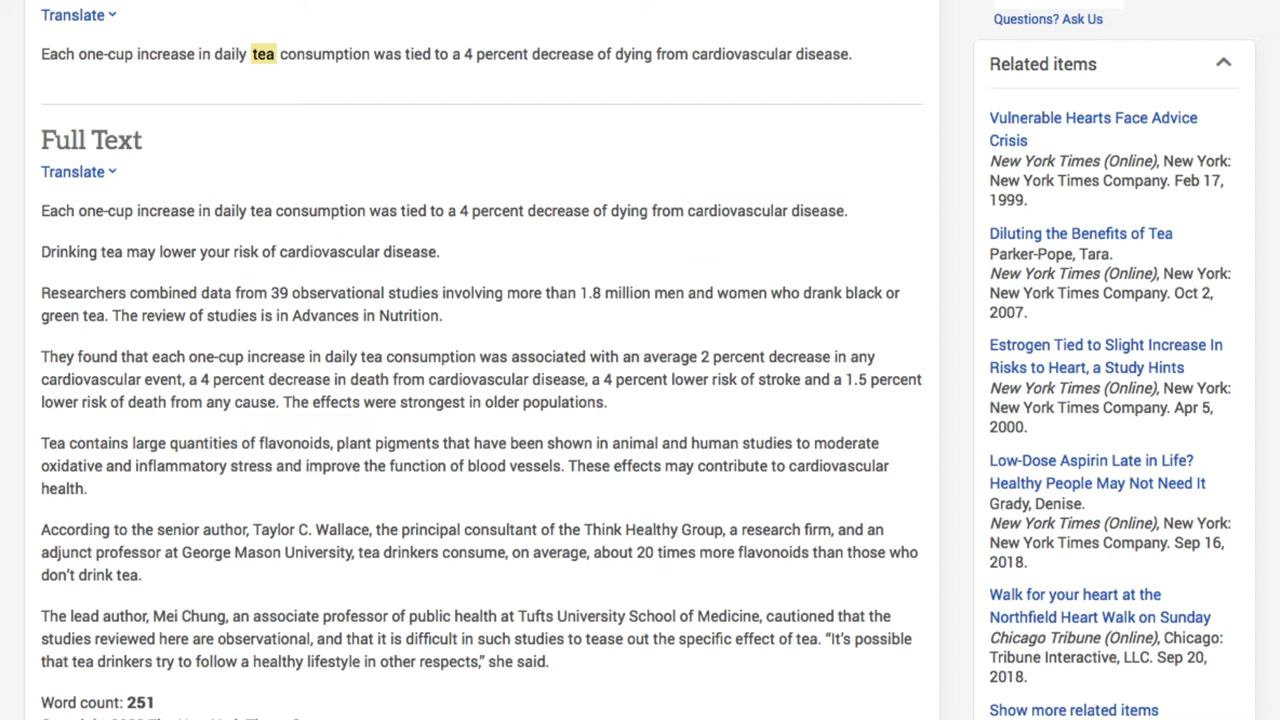 Translate
Each one-cup increase in daily tea consumption was tied to a 4 percent decrease of dying from cardiovascular disease.
Full Text
Translate
Each one-cup increase in daily tea consumption was tied to a 4 percent decrease of dying from cardiovascular disease.
Drinking tea may lower your risk of cardiovascular disease.
Researchers combined data from 39 observational studies involving more than 1.8 million men and women who drank black or
green tea. The review of studies is in Advances in Nutrition.
They found that each one-cup increase in daily tea consumption was associated with an average 2 percent decrease in any
cardiovascular event, a 4 percent decrease in death from cardiovascular disease, a 4 percent lower risk of stroke and a 1.5 percent
lower risk of death from any cause. The effects were strongest in older populations.
Tea contains large quantities of flavonoids, plant pigments that have been shown in animal and human studies to moderate
oxidative and inflammatory stress and improve the function of blood vessels. These effects may contribute to cardiovascular
health.
According to the senior author, Taylor C. Wallace, the principal consultant of the Think Healthy Group, a research firm, and an
adjunct professor at George Mason University, tea drinkers consume, on average, about 20 times more flavonoids than those who
don’t drink tea.
The lead author, Mei Chung, an associate professor of public health at Tufts University School of Medicine, cautioned that the
studies reviewed here are observational, and that it is difficult in such studies to tease out the specific effect of tea. “It’s possible
that tea drinkers try to follow a healthy lifestyle in other respects,” she said.
Word count: 251
Questions? Ask Us
Related items
Vulnerable Hearts Face Advice
Crisis
New York Times (Online), New York:
New York Times Company. Feb 17,
1999.
Diluting the Benefits of Tea
Parker-Pope, Tara.
New York Times (Online), New York:
New York Times Company. Oct 2,
2007.
Estrogen Tied to Slight Increase In
Risks to Heart, a Study Hints
New York Times (Online), New York:
New York Times Company. Apr 5,
2000.
Low-Dose Aspirin Late in Life?
Healthy People May Not Need It
Grady, Denise.
New York Times (Online), New York:
New York Times Company. Sep 16,
2018.
Walk for your heart at the
Northfield Heart Walk on Sunday
Chicago Tribune (Online), Chicago:
Tribune Interactive, LLC. Sep 20,
2018.
Show more related items